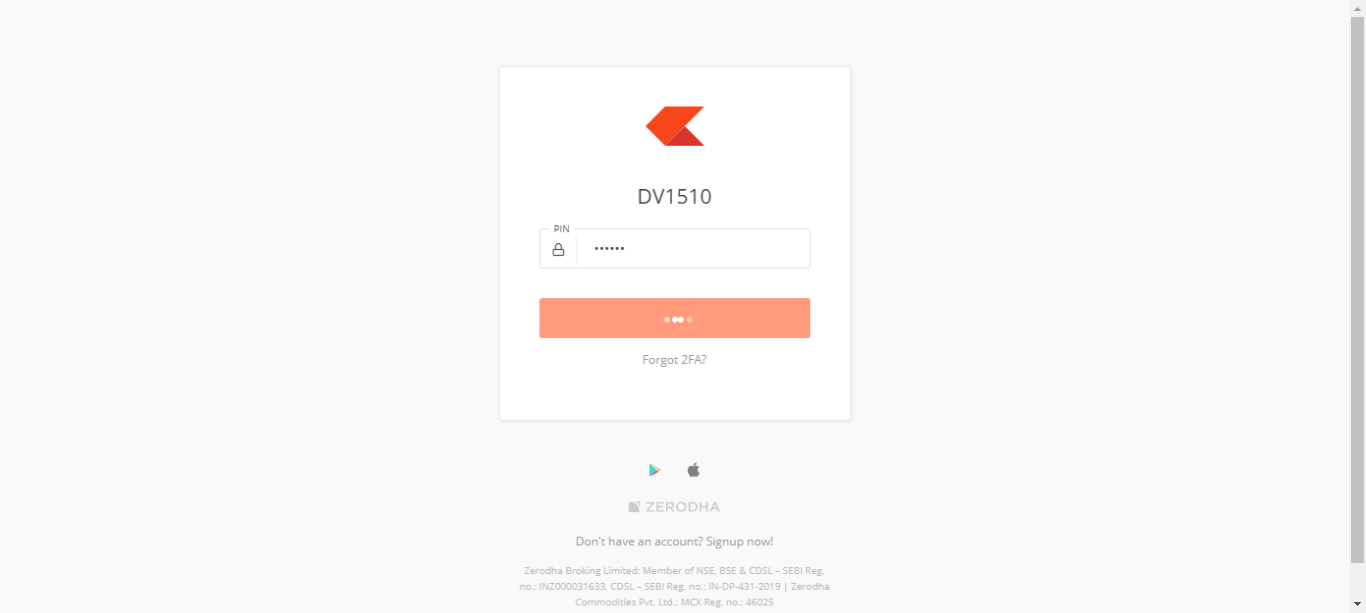 DV1510
PIN
••••••
Forgot 2FA?
ZERODHA
Don't have an account? Signup now!
Zerodha Broking Limited: Member of NSE, BSE & CDSL – SEBI Reg.
no.: INZ000031633, CDSL – SEBI Reg. no.: IN-DP-431-2019 | Zerodha
Commodities Pvt. Ltd.: MCX Reg. no.: 46025